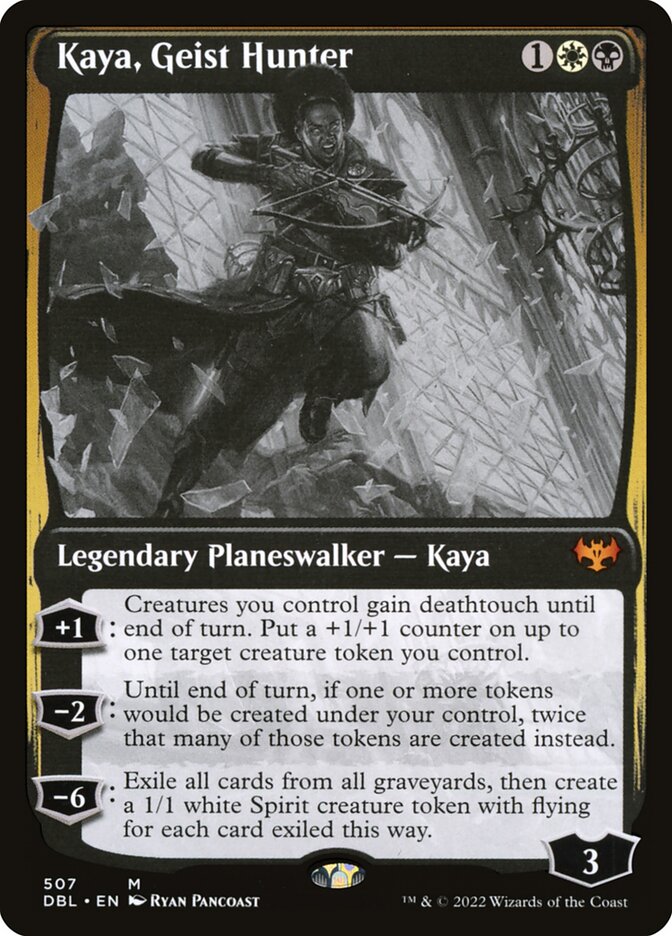 Kaya, Geist Hunter 1
Legendary Planeswalker — Kaya
+1: Creatures you control gain deathtouch until
end of turn. Put a +1/+1 counter on up to
one target creature token you control.
−2: Until end of turn, if one or more tokens
would be created under your control, twice
that many of those tokens are created instead.
−6: Exile all cards from all graveyards, then create
a 1/1 white Spirit creature token with flying
for each card exiled this way.
3
507 M
DBL • EN Ryan Pancoast
™ & © 2022 Wizards of the Coast